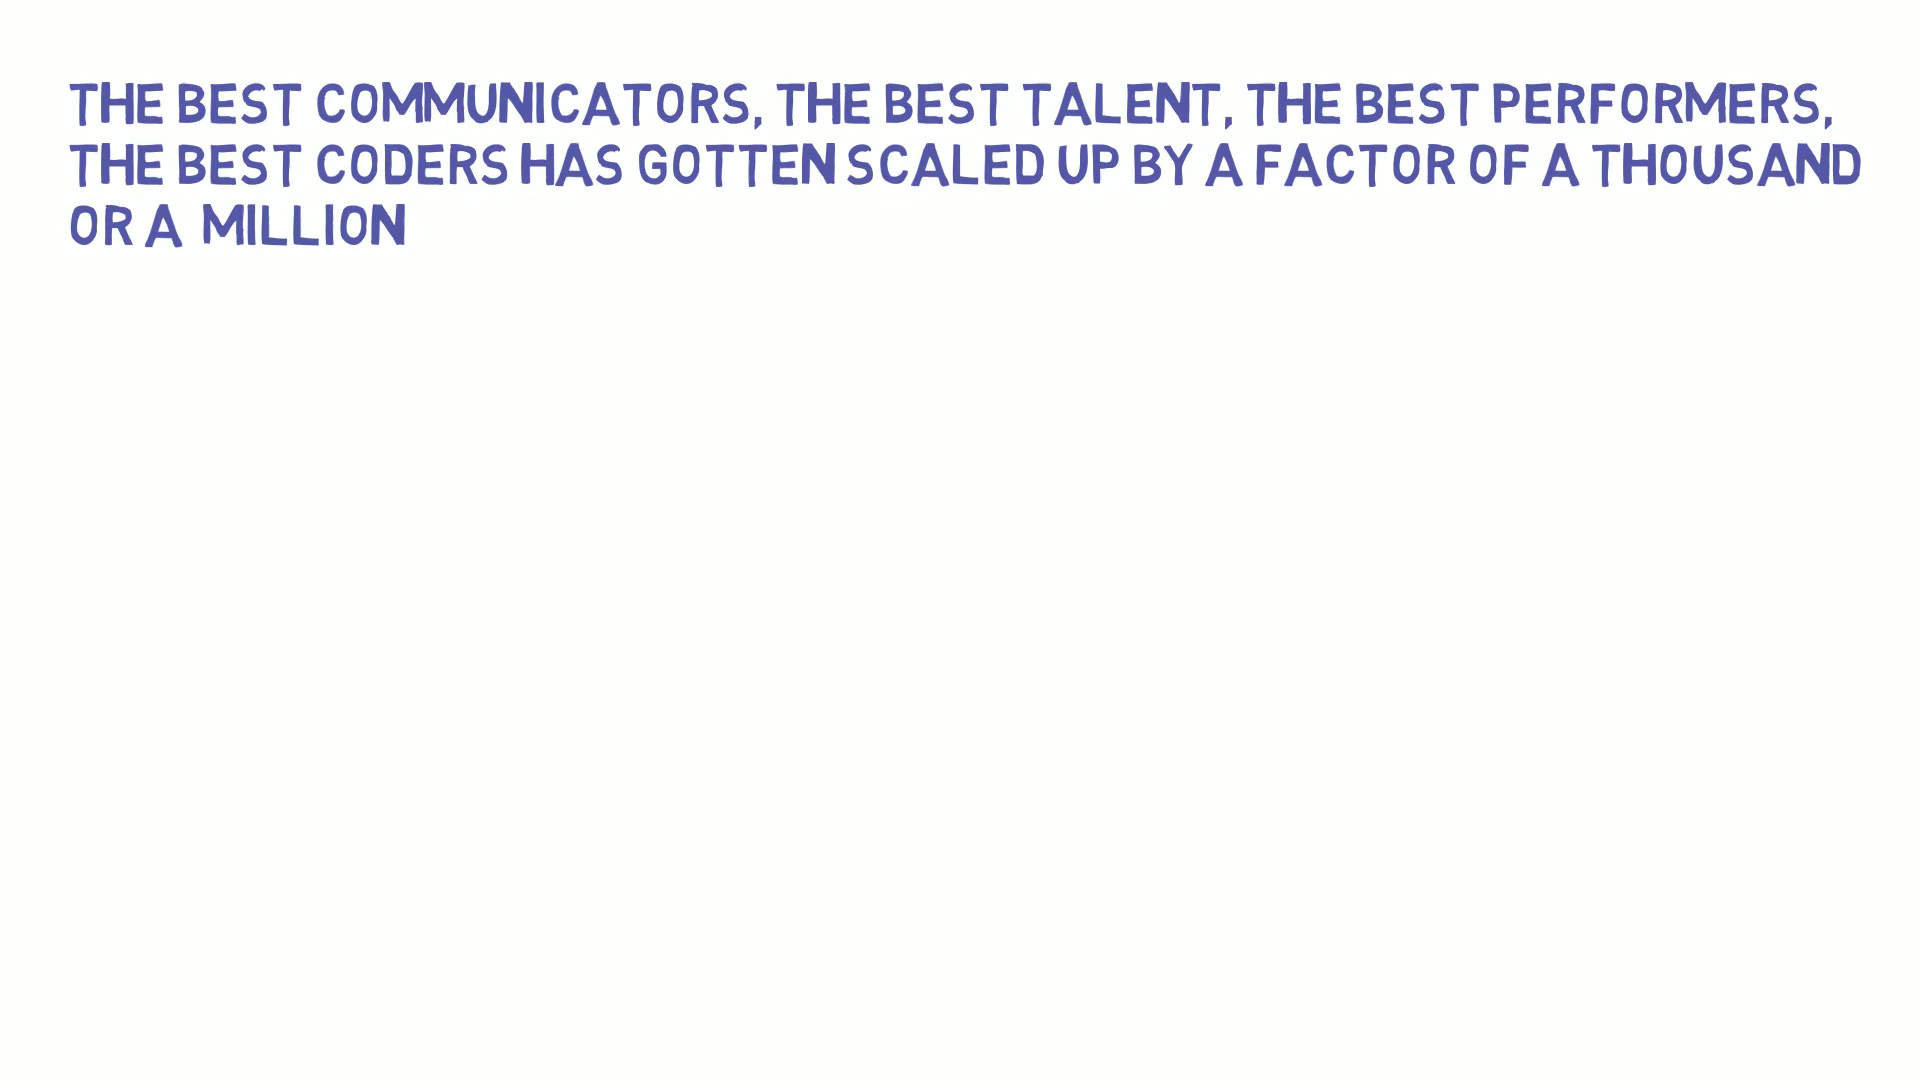 THE BEST COMMUNICATORS, THE BEST TALENT, THE BEST PERFORMERS,
THE BEST CODERS HAS GOTTEN SCALED UP BY A FACTOR OF A THOUSAND
OR A MILLION